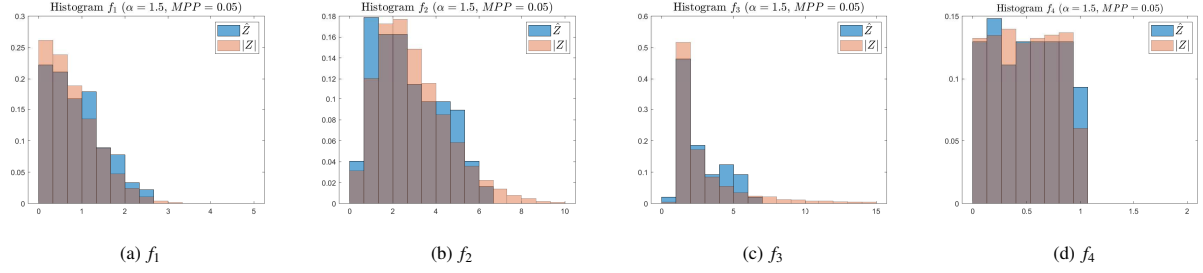 Histogram f1 (α = 1.5, MPP = 0.05)
Ẑ
|Z|
0.3
0.25
0.2
0.15
0.1
0.05
0
0 1 2 3 4 5
(a) f1
Histogram f2 (α = 1.5, MPP = 0.05)
Ẑ
|Z|
0.18
0.16
0.14
0.12
0.1
0.08
0.06
0.04
0.02
0
0 2 4 6 8 10
(b) f2
Histogram f3 (α = 1.5, MPP = 0.05)
Ẑ
|Z|
0.7
0.6
0.5
0.4
0.3
0.2
0.1
0
0 5 10 15
(c) f3
Histogram f4 (α = 1.5, MPP = 0.05)
Ẑ
|Z|
0.15
0.1
0.05
0
0 0.5 1 1.5 2
(d) f4